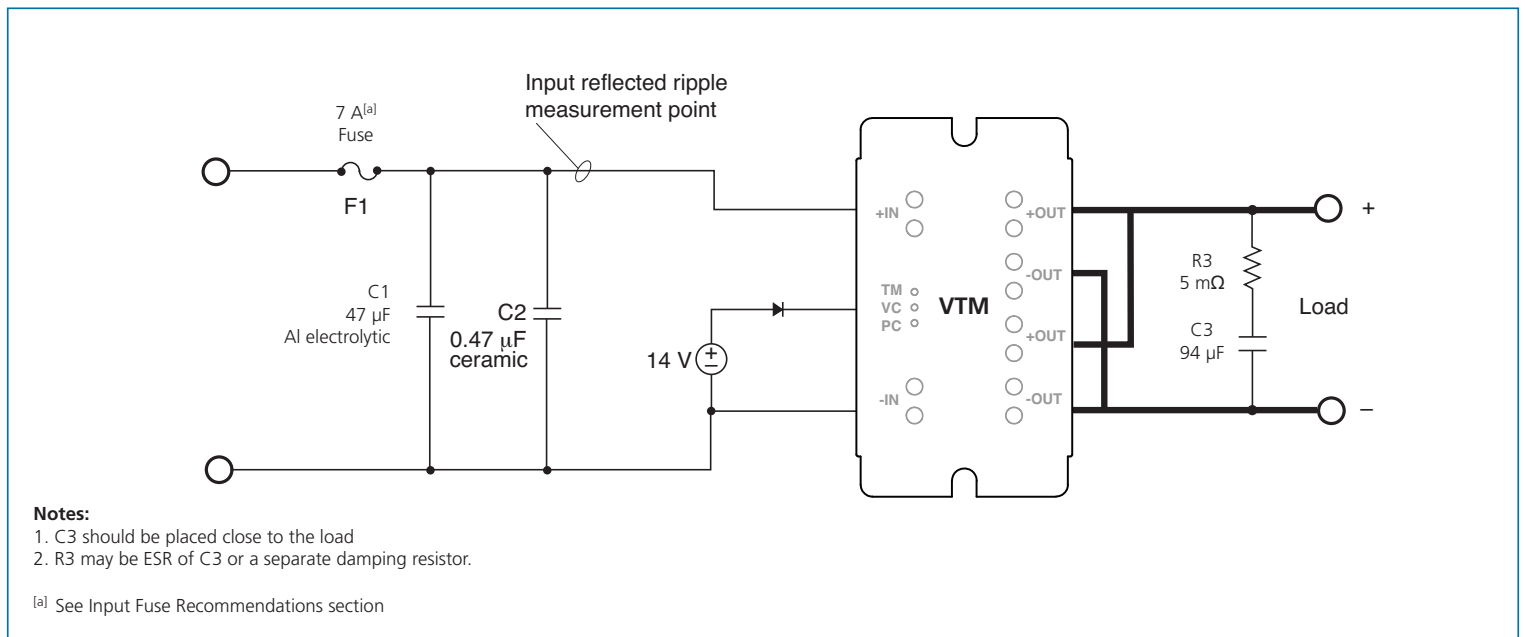 Input reflected ripple
measurement point
7 A[a]
Fuse
F1
C1
47 µF
Al electrolytic
C2
0.47 µF
ceramic
14 V
+
−
+IN
TM
VC
PC
-IN
VTM
+OUT
-OUT
+OUT
-OUT
R3
5 mΩ
C3
94 µF
Load
+
−
Notes:
1. C3 should be placed close to the load
2. R3 may be ESR of C3 or a separate damping resistor.
[a] See Input Fuse Recommendations section